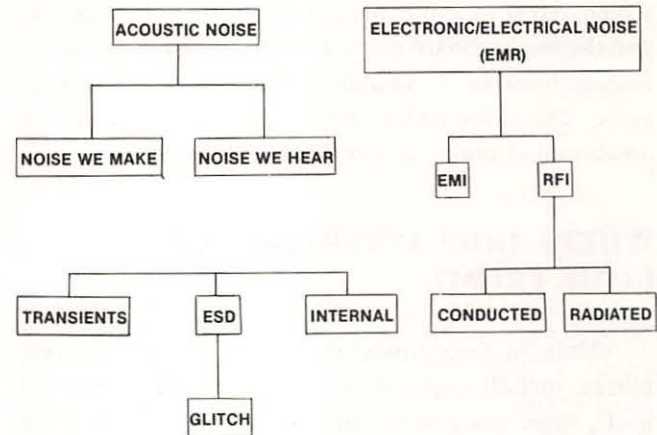 ACOUSTIC NOISE
ELECTRONIC/ELECTRICAL NOISE
(EMR)
NOISE WE MAKE
NOISE WE HEAR
EMI
RFI
TRANSIENTS
ESD
INTERNAL
CONDUCTED
RADIATED
GLITCH